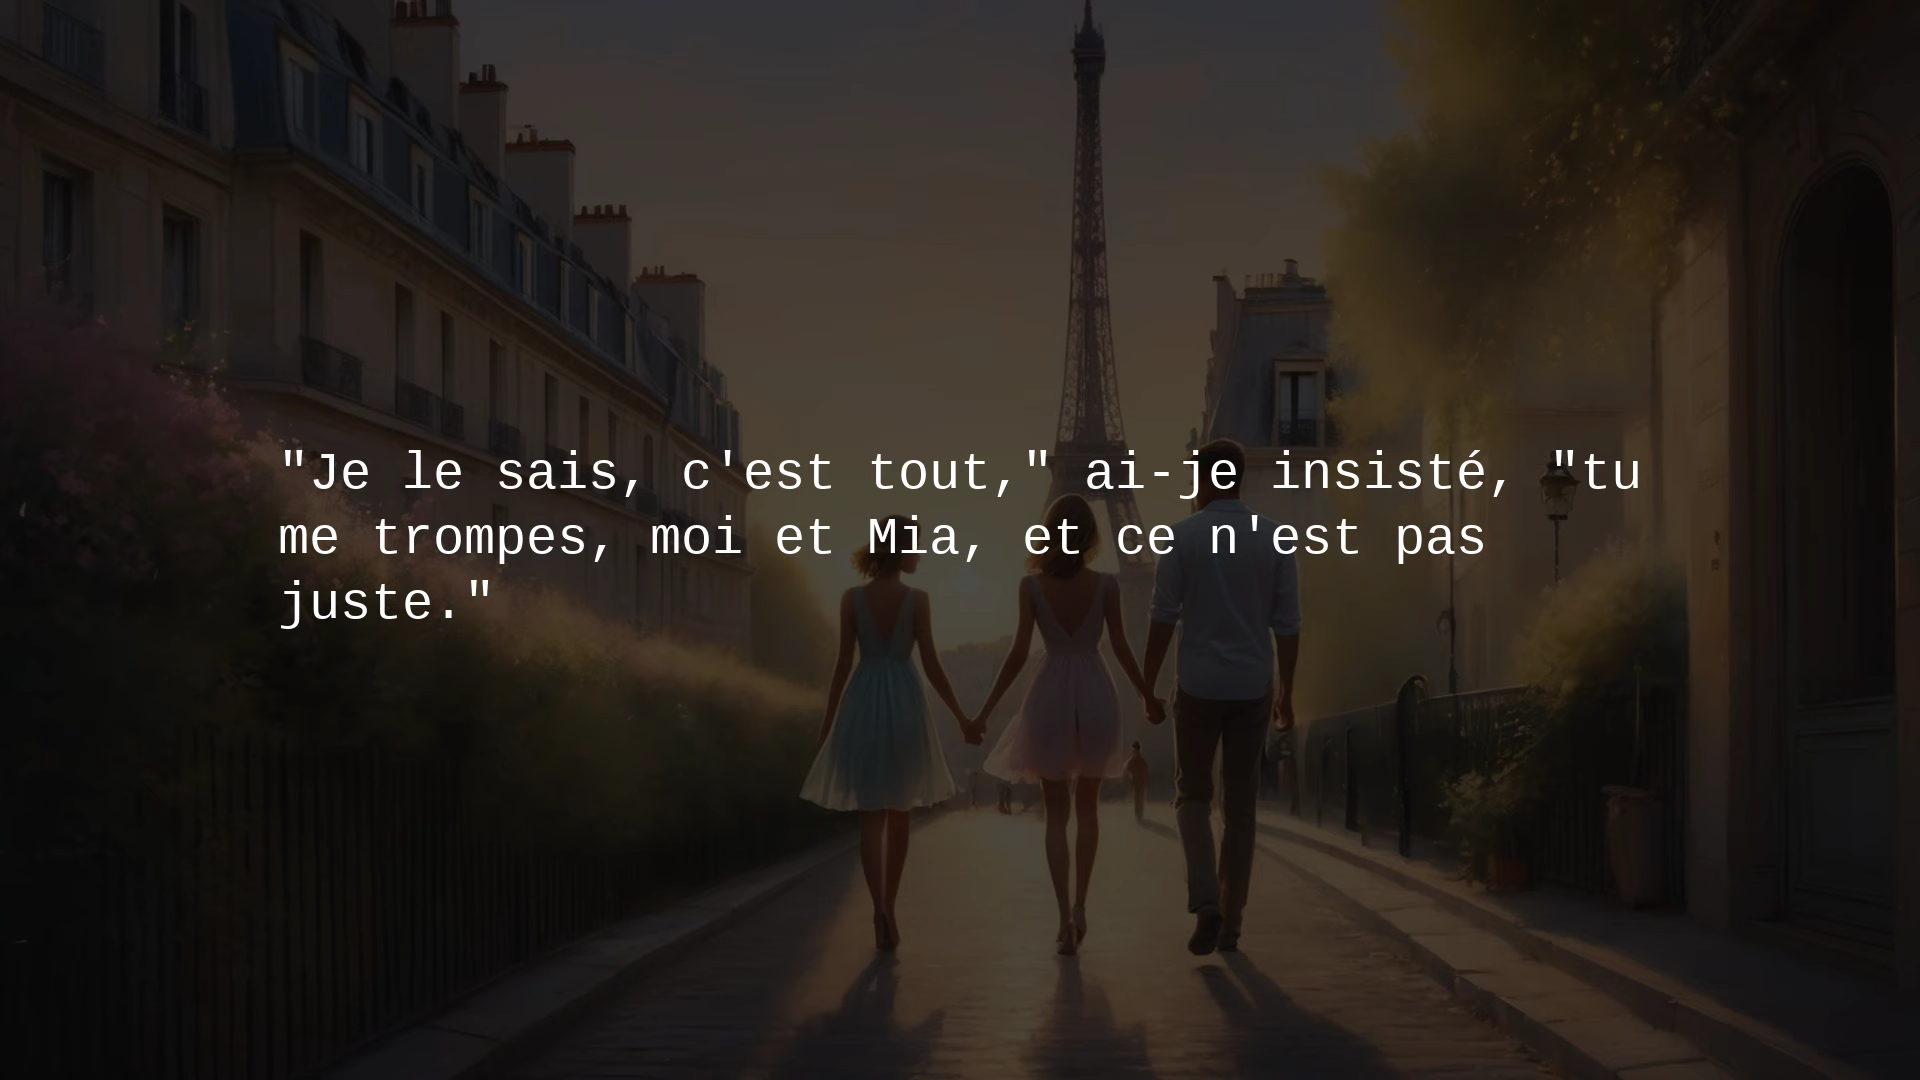 "Je le sais, c'est tout," ai-je insisté, "tu
me trompes, moi et Mia, et ce n'est pas
juste."